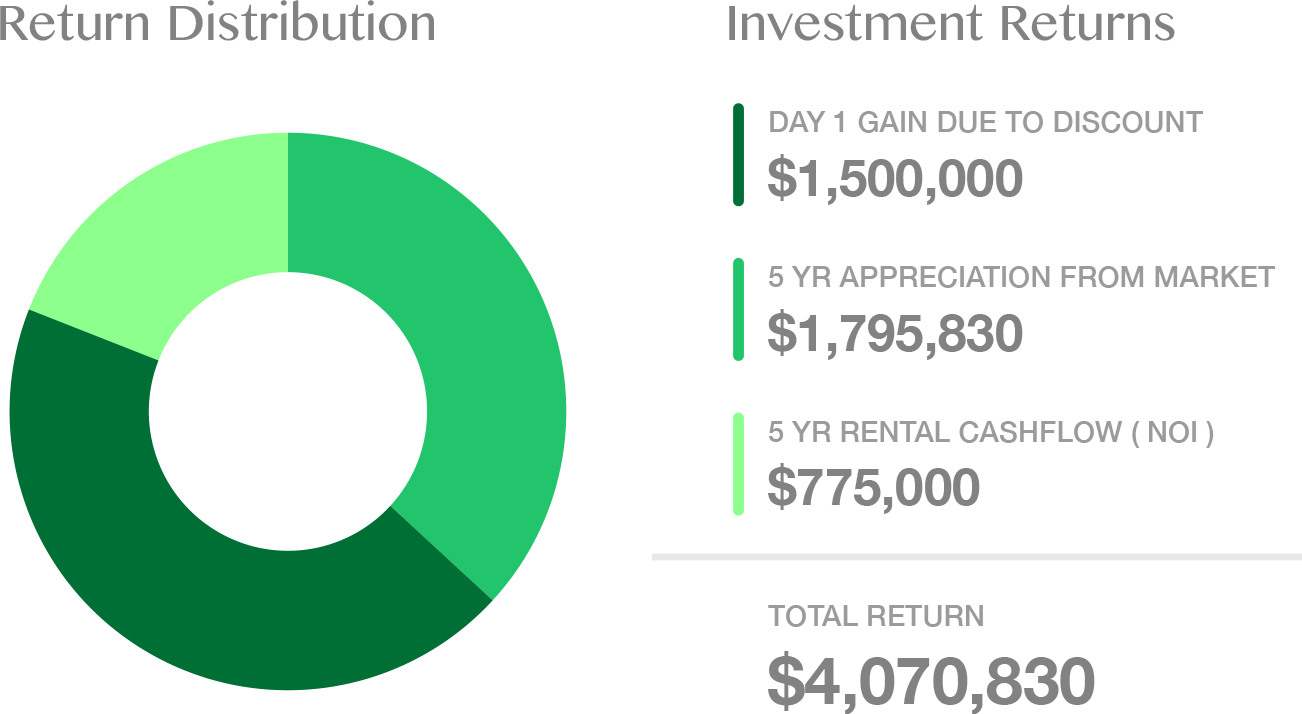 Return Distribution
Investment Returns
DAY 1 GAIN DUE TO DISCOUNT
$1,500,000
5 YR APPRECIATION FROM MARKET
$1,795,830
5 YR RENTAL CASHFLOW ( NOI )
$775,000
TOTAL RETURN
$4,070,830